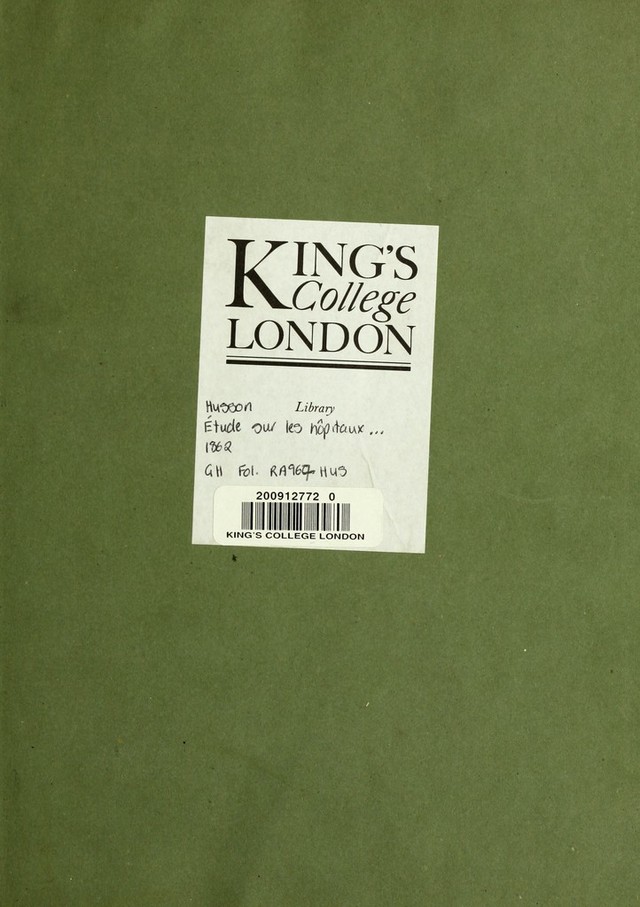 KING'S
College
LONDON
Husson Library
Étude sur les hôpitaux ...
1862
GH Fol. RA967 HUS
200912772 0
KING'S COLLEGE LONDON